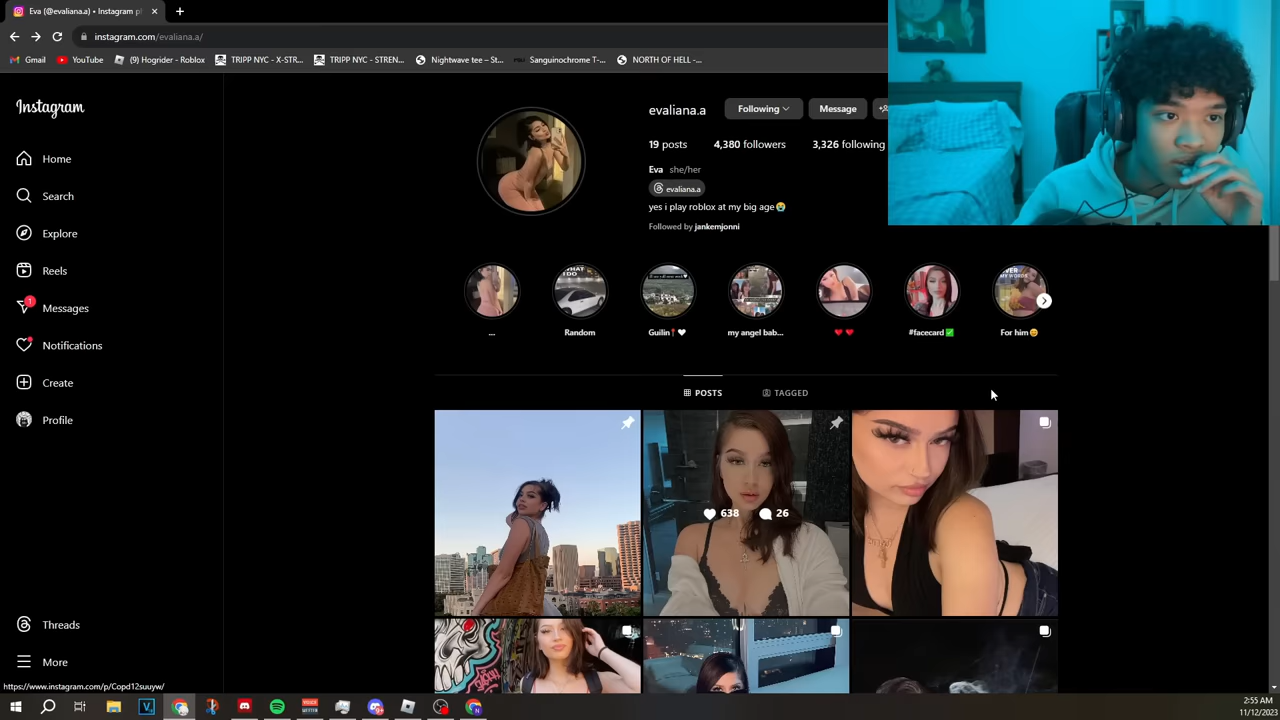 Eva (@evaliana.a) • Instagram p
instagram.com/evaliana.a/
Gmail
YouTube
(9) Hogrider - Roblox
TRIPP NYC - X-STR...
TRIPP NYC - STREN...
Nightwave tee – St...
Sanguinochrome T-...
NORTH OF HELL -...
Instagram
Home
Search
Explore
Reels
1
Messages
Notifications
Create
Profile
Threads
More
evaliana.a
Following
Message
19 posts 4,380 followers 3,326 following
Eva she/her
evaliana.a
yes i play roblox at my big age😭
Followed by jankemjonni
...
Random
Guilin📍🤍
my angel bab...
❤️ ❤️
#facecard✅
For him😊
POSTS
TAGGED
638 26
https://www.instagram.com/p/Copd12suuyw/
2:55 AM
11/12/2023